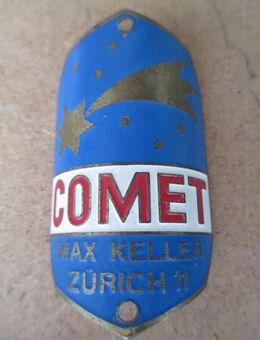 COMET
MAX KELLER
ZÜRICH 11